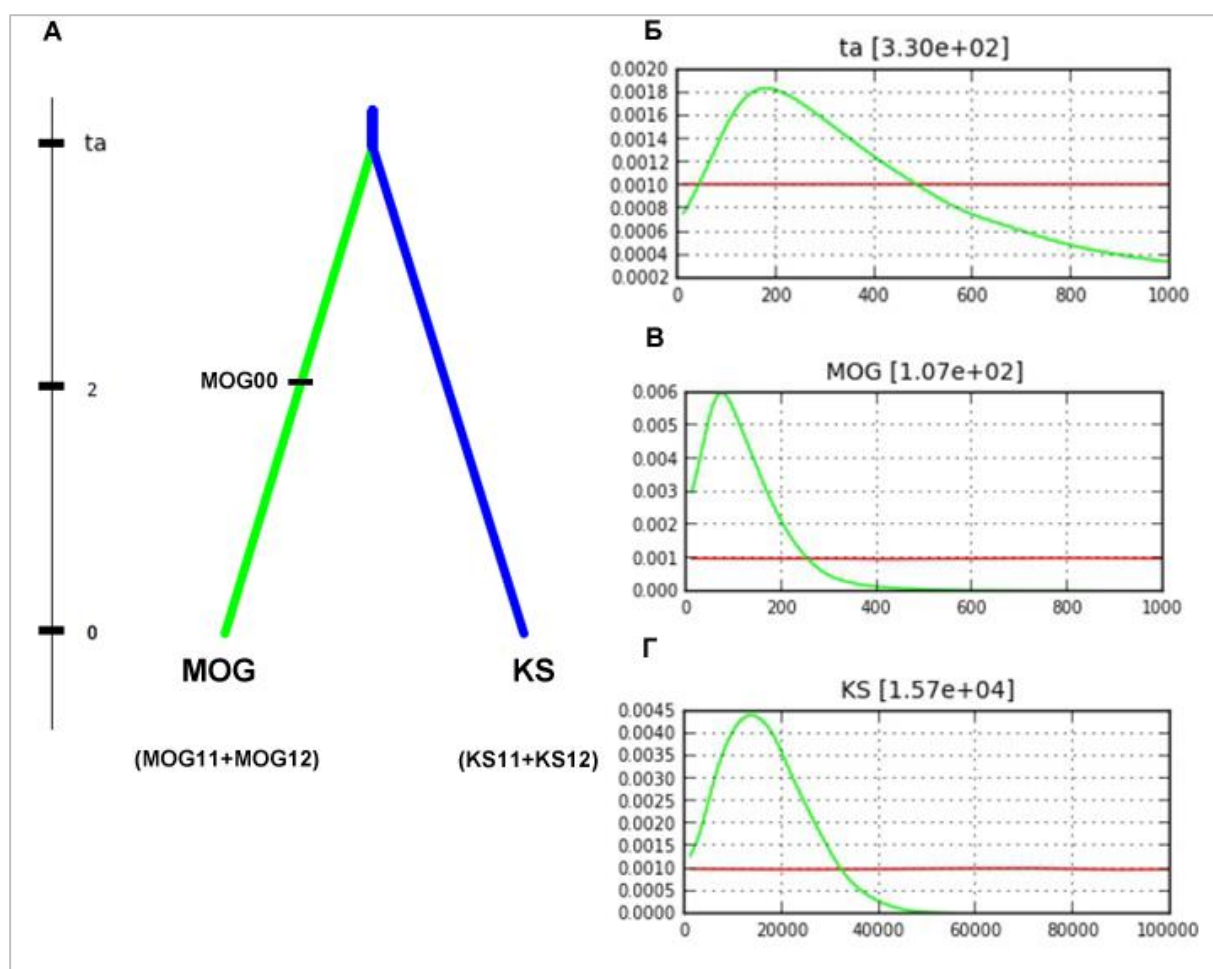 А
ta
MOG00
2
0
MOG
KS
(MOG11+MOG12)
(KS11+KS12)
Б
ta [3.30e+02]
0.0020
0.0018
0.0016
0.0014
0.0012
0.0010
0.0008
0.0006
0.0004
0.0002
0 200 400 600 800 1000
В
MOG [1.07e+02]
0.006
0.005
0.004
0.003
0.002
0.001
0.000
0 200 400 600 800 1000
Г
KS [1.57e+04]
0.0045
0.0040
0.0035
0.0030
0.0025
0.0020
0.0015
0.0010
0.0005
0.0000
0 20000 40000 60000 80000 100000